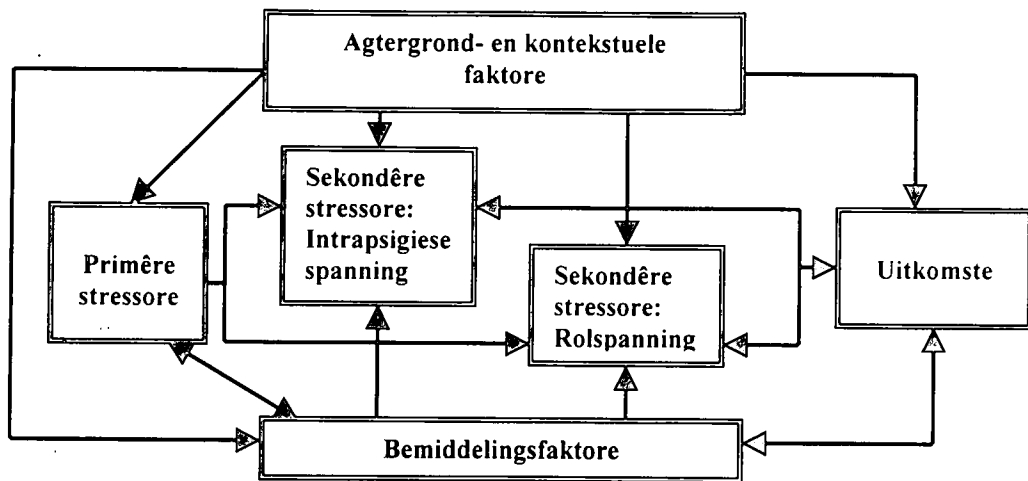 Agtergrond- en kontekstuele
faktore
Sekondêre
stressore:
Intrapsigiese
spanning
Primêre
stressore
Sekondêre
stressore:
Rolspanning
Uitkomste
Bemiddelingsfaktore